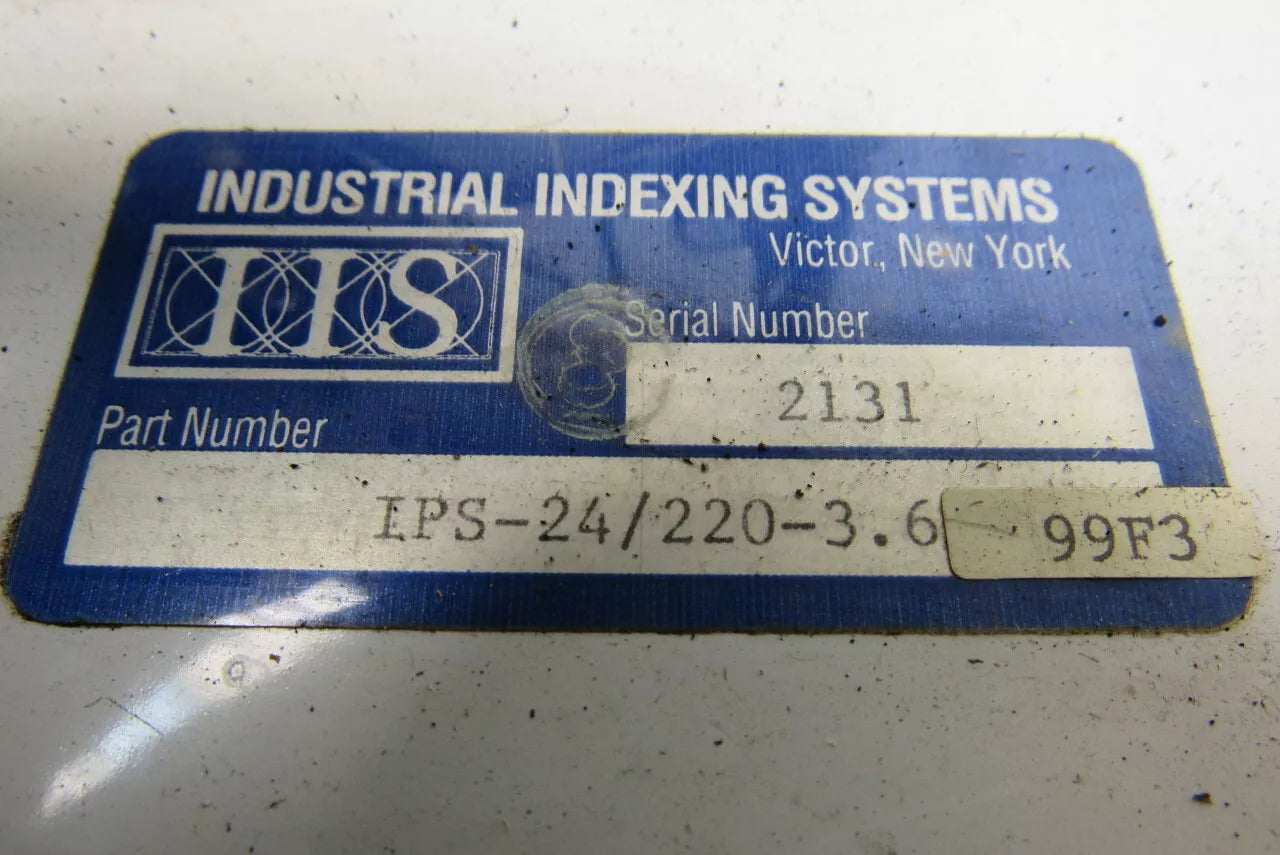 INDUSTRIAL INDEXING SYSTEMS
Victor, New York
IIS
Serial Number
2131
Part Number
IPS-24/220-3.6
99F3